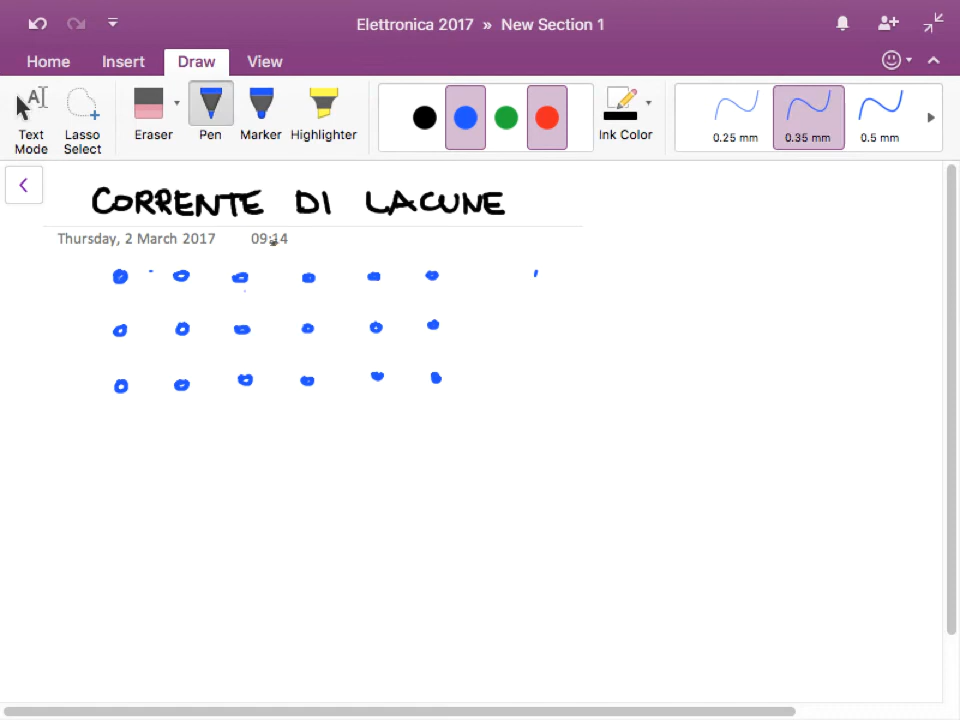 Elettronica 2017 » New Section 1
Home Insert Draw View
Text Mode
Lasso Select
Eraser
Pen
Marker
Highlighter
Ink Color
0.25 mm
0.35 mm
0.5 mm
CORRENTE DI LACUNE
Thursday, 2 March 2017 09:14